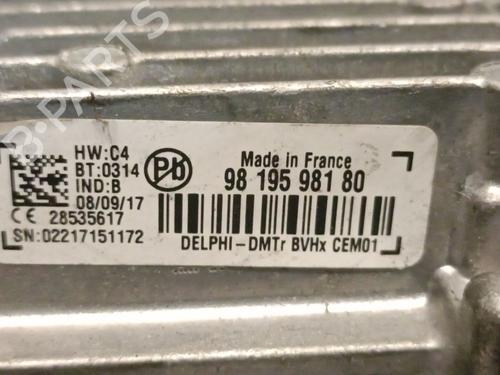 B-PARTS
HW:C4
BT:0314
IND:B
08/09/17
CE 28535617
SN:02217151172
Pb
Made in France
98 195 981 80
DELPHI-DMTr BVHx CEM01